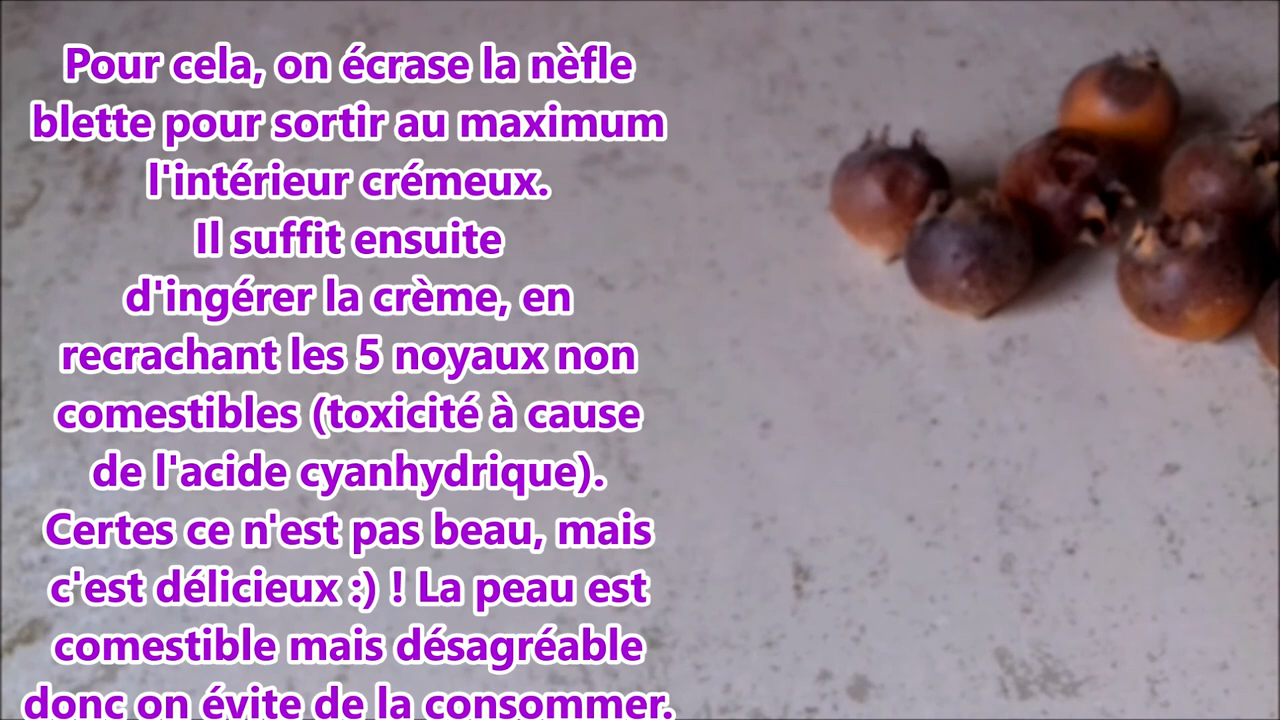 Pour cela, on écrase la nèfle
blette pour sortir au maximum
l'intérieur crémeux.
Il suffit ensuite
d'ingérer la crème, en
recrachant les 5 noyaux non
comestibles (toxicité à cause
de l'acide cyanhydrique).
Certes ce n'est pas beau, mais
c'est délicieux :) ! La peau est
comestible mais désagréable
donc on évite de la consommer.